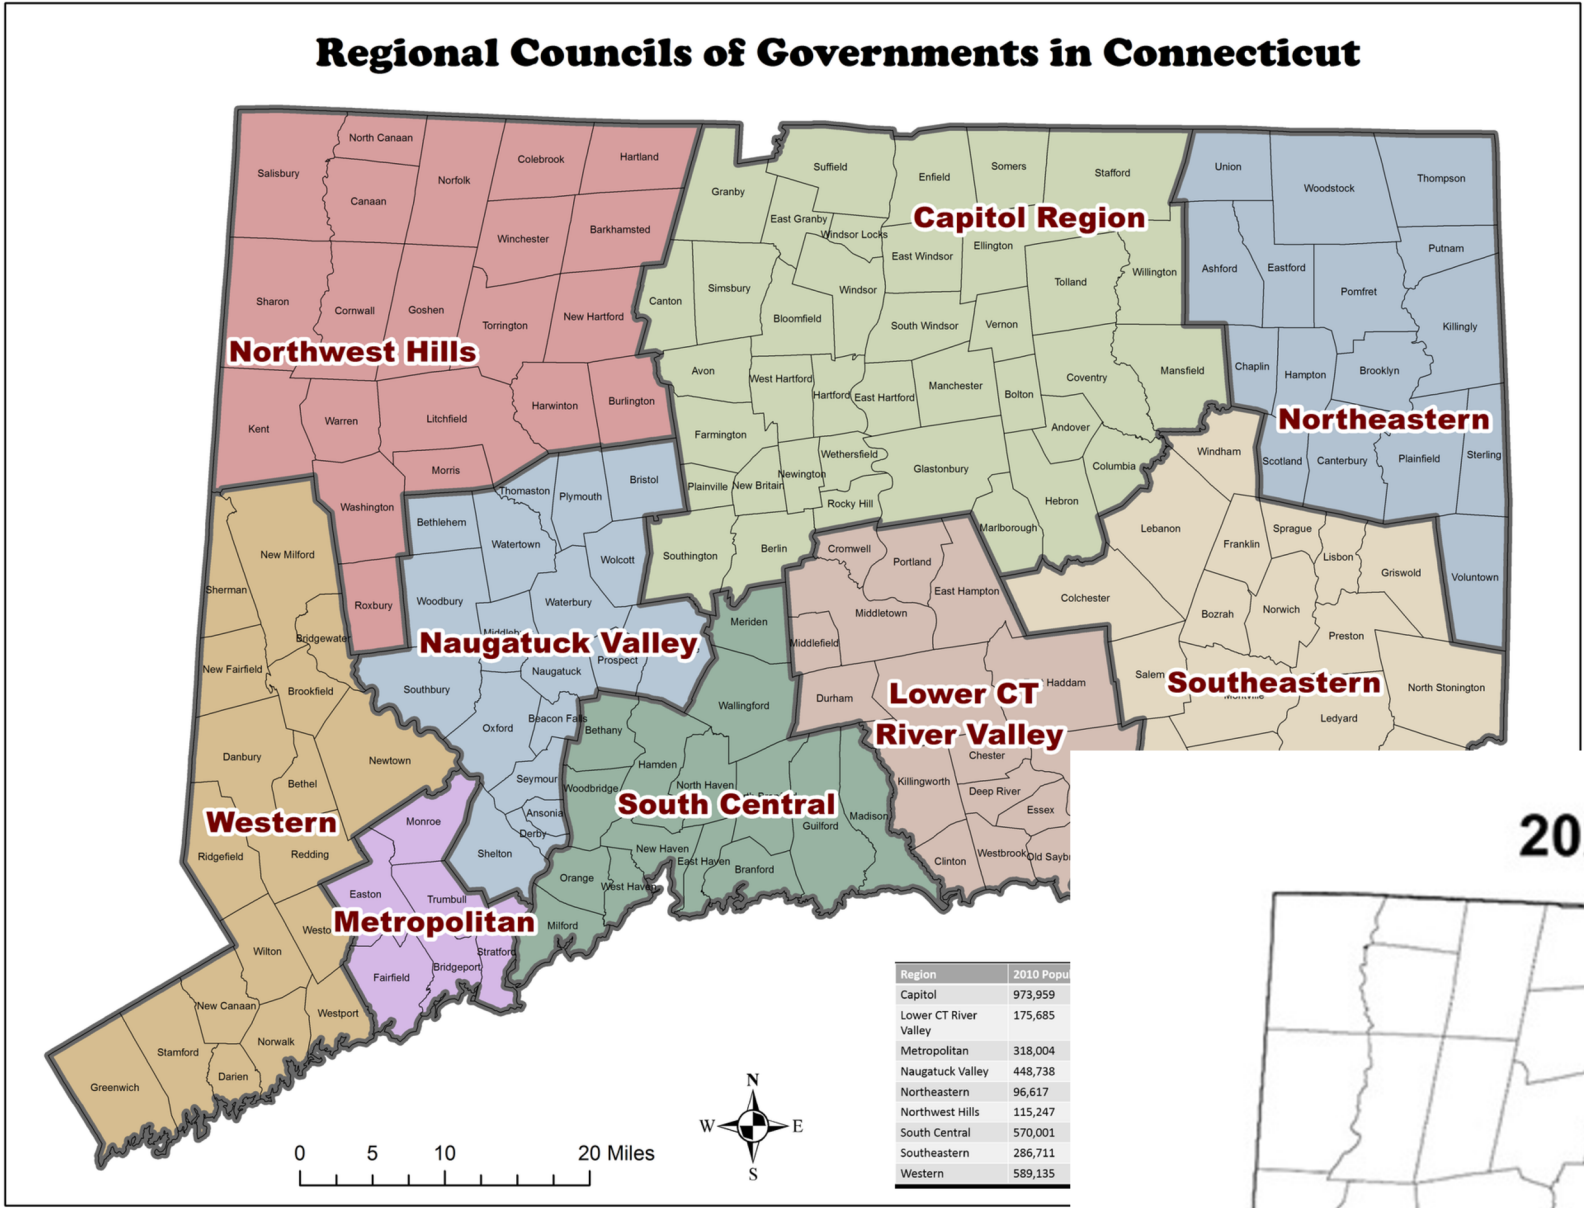 Regional Councils of Governments in Connecticut
North Canaan
Salisbury
Canaan
Norfolk
Colebrook
Hartland
Winchester
Barkhamsted
Sharon
Cornwall
Goshen
Torrington
New Hartford
Northwest Hills
Kent
Warren
Litchfield
Harwinton
Burlington
Morris
Washington
Roxbury
Granby
Suffield
Enfield
Somers
Stafford
Capitol Region
East Granby
Windsor Locks
East Windsor
Ellington
Canton
Simsbury
Bloomfield
Windsor
South Windsor
Vernon
Tolland
Willington
Avon
West Hartford
Hartford
East Hartford
Manchester
Bolton
Coventry
Mansfield
Farmington
Andover
Columbia
Plainville
New Britain
Newington
Wethersfield
Rocky Hill
Glastonbury
Hebron
Marlborough
Southington
Berlin
Union
Woodstock
Thompson
Putnam
Ashford
Eastford
Pomfret
Killingly
Chaplin
Hampton
Brooklyn
Northeastern
Scotland
Canterbury
Plainfield
Sterling
Voluntown
Windham
Lebanon
Franklin
Sprague
Lisbon
Griswold
Colchester
Bozrah
Norwich
Preston
Salem
Southeastern
Ledyard
North Stonington
Bristol
Thomaston
Plymouth
Bethlehem
Watertown
Wolcott
Woodbury
Waterbury
Naugatuck Valley
Prospect
Southbury
Naugatuck
Oxford
Beacon Falls
Seymour
Ansonia
Derby
Shelton
New Milford
Sherman
Bridgewater
New Fairfield
Brookfield
Danbury
Bethel
Newtown
Western
Ridgefield
Redding
Westo
Wilton
New Canaan
Westport
Norwalk
Stamford
Darien
Greenwich
Monroe
Easton
Trumbull
Metropolitan
Stratford
Fairfield
Bridgeport
Meriden
Wallingford
Bethany
Hamden
Woodbridge
North Haven
South Central
Guilford
Madison
New Haven
East Haven
Branford
Orange
West Haven
Milford
Cromwell
Portland
East Hampton
Middletown
Middlefield
Durham
Haddam
Lower CT
River Valley
Chester
Killingworth
Deep River
Essex
Clinton
Westbrook
Old Sayb
Region 2010 Popul
Capitol 973,959
Lower CT River 175,685
Valley
Metropolitan 318,004
Naugatuck Valley 448,738
Northeastern 96,617
Northwest Hills 115,247
South Central 570,001
Southeastern 286,711
Western 589,135
N
W E
S
0 5 10 20 Miles
20